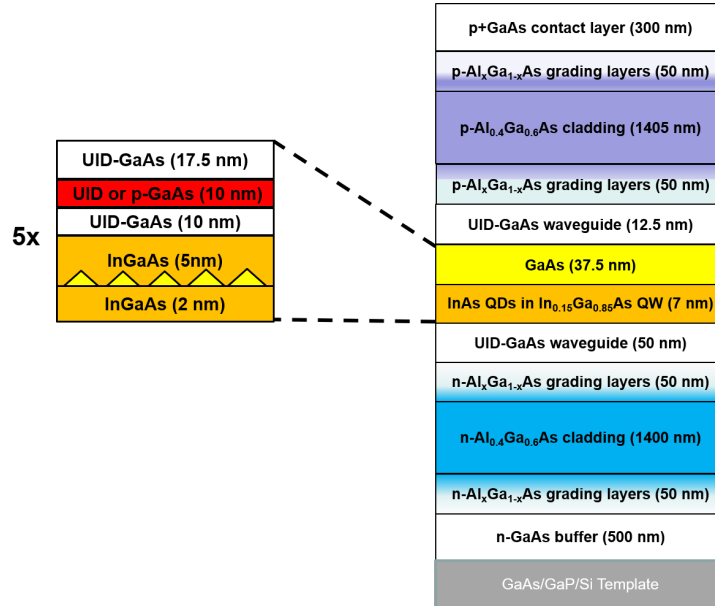 UID-GaAs (17.5 nm)
UID or p-GaAs (10 nm)
UID-GaAs (10 nm)
5x
InGaAs (5nm)
InGaAs (2 nm)
p+GaAs contact layer (300 nm)
p-AlₓGa₁₋ₓAs grading layers (50 nm)
p-Al₀.₄Ga₀.₆As cladding (1405 nm)
p-AlₓGa₁₋ₓAs grading layers (50 nm)
UID-GaAs waveguide (12.5 nm)
GaAs (37.5 nm)
InAs QDs in In₀.₁₅Ga₀.₈₅As QW (7 nm)
UID-GaAs waveguide (50 nm)
n-AlₓGa₁₋ₓAs grading layers (50 nm)
n-Al₀.₄Ga₀.₆As cladding (1400 nm)
n-AlₓGa₁₋ₓAs grading layers (50 nm)
n-GaAs buffer (500 nm)
GaAs/GaP/Si Template